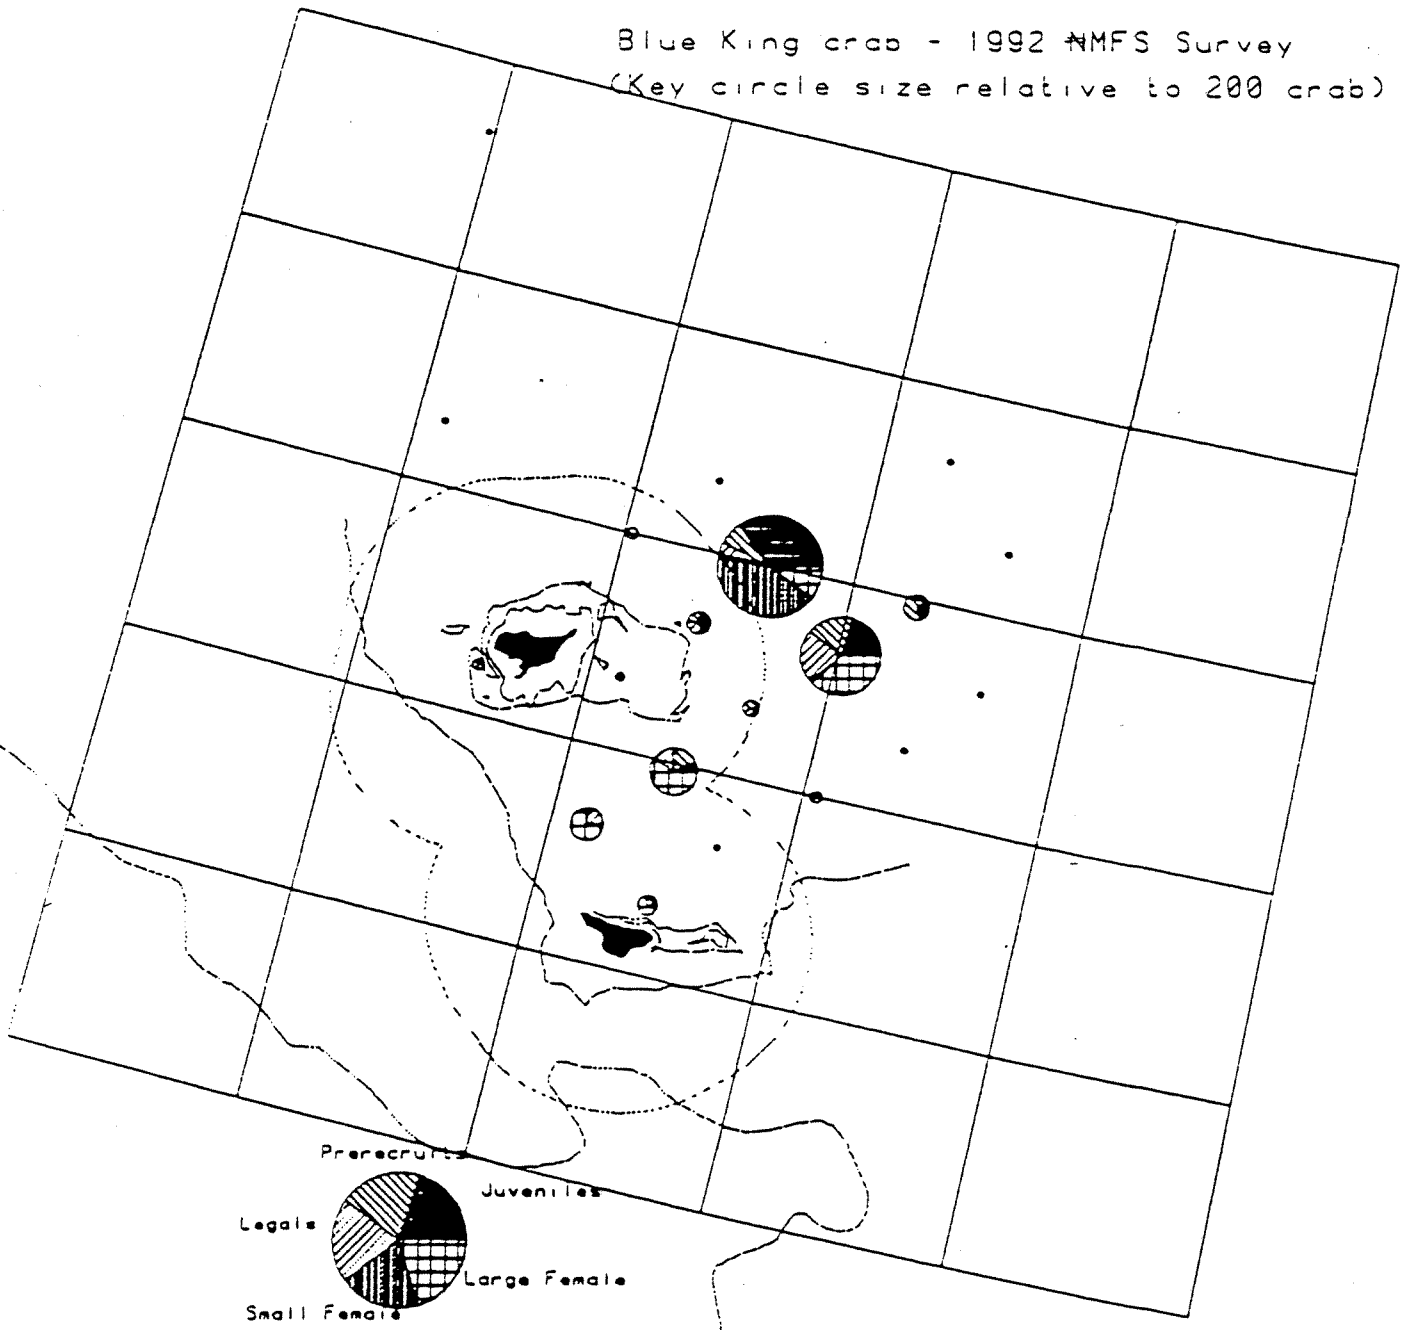 Blue King crab - 1992 NMFS Survey
(Key circle size relative to 200 crab)
Prerecruits
Juveniles
Legals
Large Female
Small Female